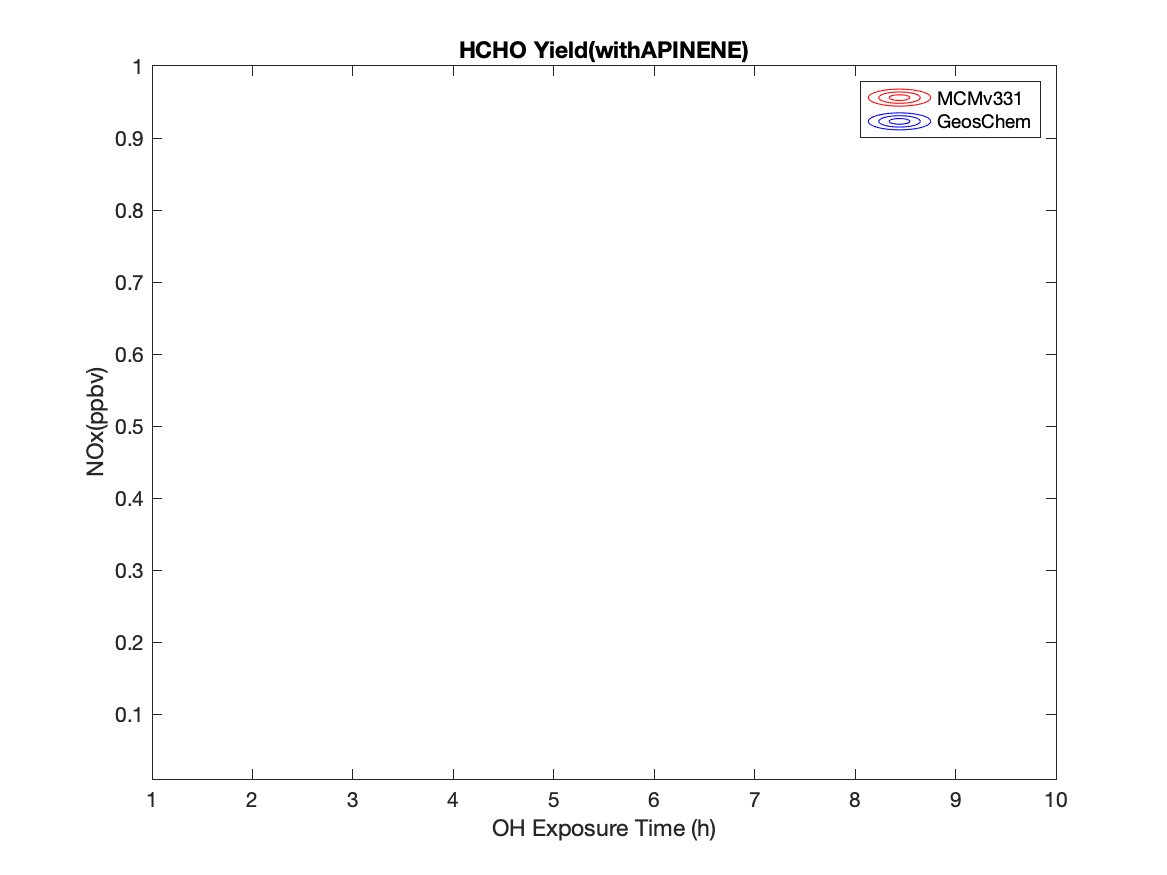 HCHO Yield(withAPINENE)
MCMv331
GeosChem
1
0.9
0.8
0.7
0.6
0.5
0.4
0.3
0.2
0.1
NOx(ppbv)
1 2 3 4 5 6 7 8 9 10
OH Exposure Time (h)